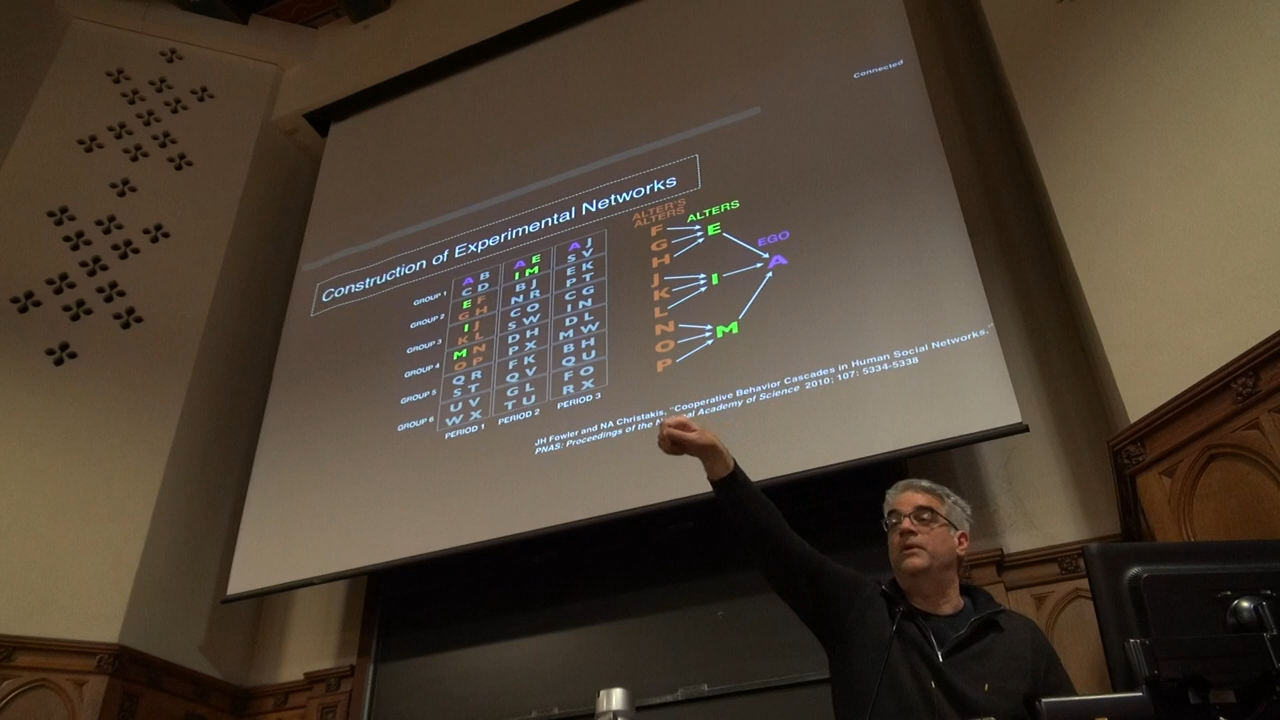 Connected
Construction of Experimental Networks
GROUP 1
GROUP 2
GROUP 3
GROUP 4
GROUP 5
GROUP 6
A B
C D
E F
G H
I J
K L
M N
O P
Q R
S T
U V
W X
PERIOD 1
A E
I M
B J
N R
C O
S W
D H
P X
F K
Q V
G L
T U
PERIOD 2
A J
S V
E K
P T
C G
I N
D L
M W
B H
Q U
F O
R X
PERIOD 3
ALTER'S
ALTERS
F
G
H
J
K
L
N
O
P
ALTERS
E
I
M
EGO
A
JH Fowler and NA Christakis, "Cooperative Behavior Cascades in Human Social Networks,"
PNAS: Proceedings of the Academy of Science 2010; 107: 5334-5338